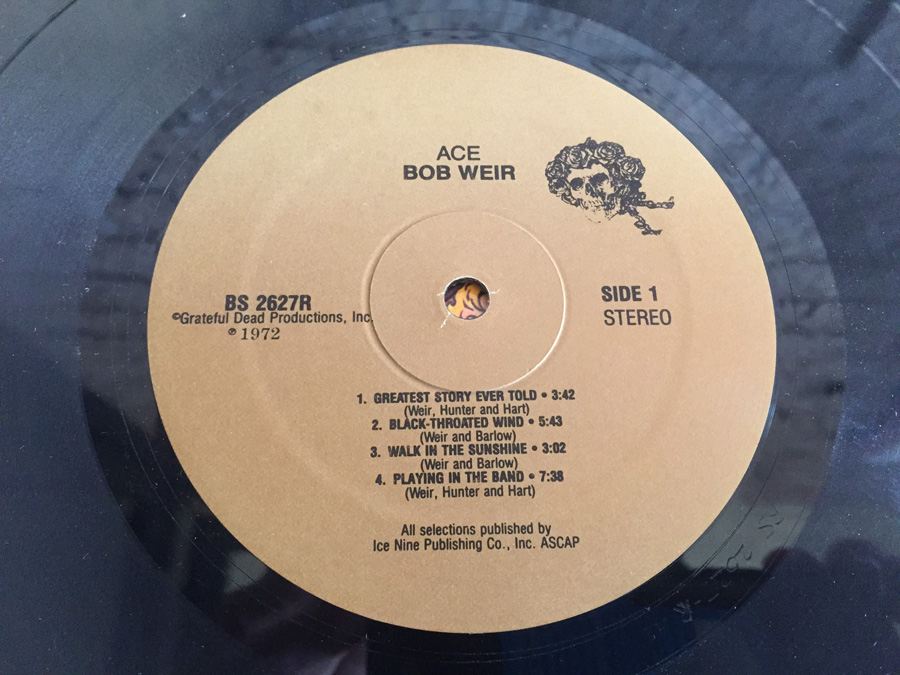 ACE
BOB WEIR
BS 2627R
©Grateful Dead Productions, Inc.
℗ 1972
SIDE 1
STEREO
1. GREATEST STORY EVER TOLD • 3:42
(Weir, Hunter and Hart)
2. BLACK-THROATED WIND • 5:43
(Weir and Barlow)
3. WALK IN THE SUNSHINE • 3:02
(Weir and Barlow)
4. PLAYING IN THE BAND • 7:38
(Weir, Hunter and Hart)
All selections published by
Ice Nine Publishing Co., Inc. ASCAP